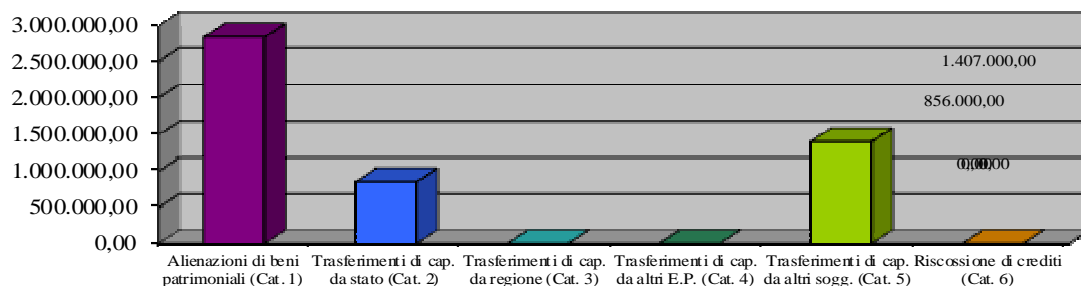 3.000.000,00
2.500.000,00
2.000.000,00
1.500.000,00
1.000.000,00
500.000,00
0,00
1.407.000,00
856.000,00
Alienazioni di beni
patrimoniali (Cat. 1)
Trasferimenti di cap.
da stato (Cat. 2)
Trasferimenti di cap.
da regione (Cat. 3)
Trasferimenti di cap.
da altri E.P. (Cat. 4)
Trasferimenti di cap.
da altri sogg. (Cat. 5)
Riscossione di crediti
(Cat. 6)